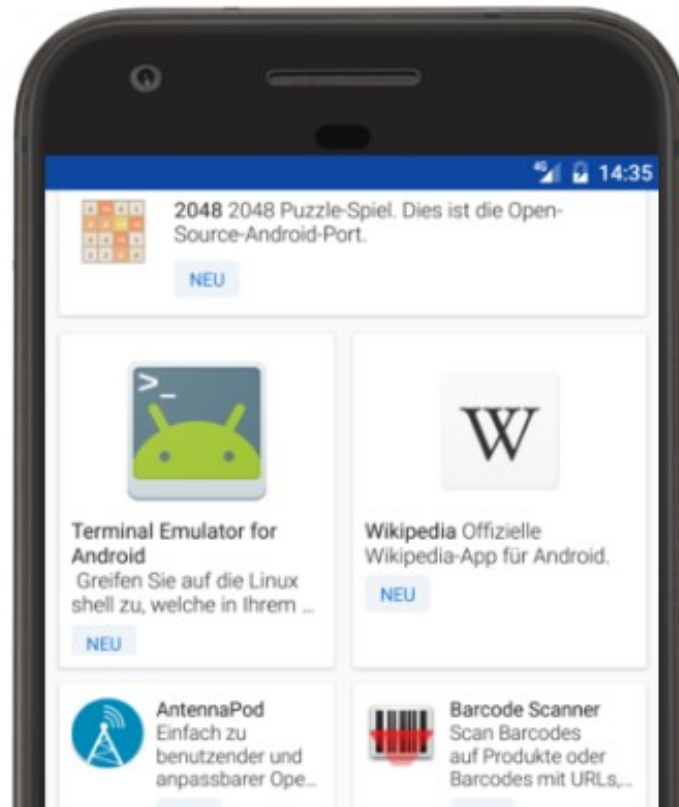 4G 14:35
2048 2048 Puzzle-Spiel. Dies ist die Open-
Source-Android-Port.
NEU
>_
Terminal Emulator for
Android
Greifen Sie auf die Linux
shell zu, welche in Ihrem ...
NEU
W
Wikipedia Offizielle
Wikipedia-App für Android.
NEU
AntennaPod
Einfach zu
benutzender und
anpassbarer Ope...
Barcode Scanner
Scan Barcodes
auf Produkte oder
Barcodes mit URLs,...